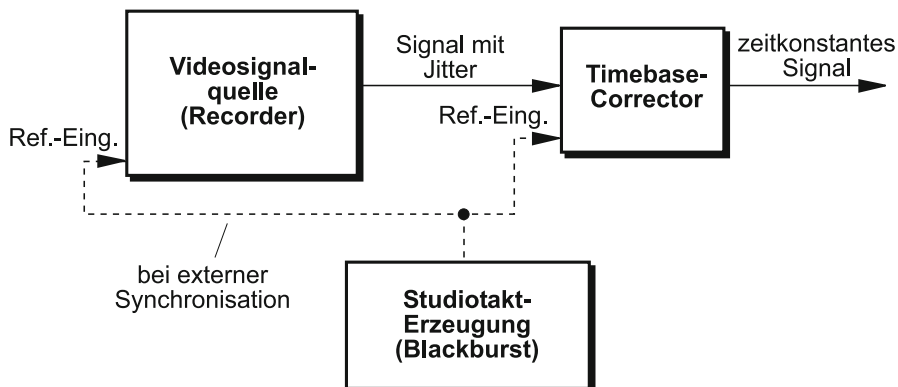 Videosignal-
quelle
(Recorder)
Signal mit
Jitter
Timebase-
Corrector
zeitkonstantes
Signal
Ref.-Eing.
Ref.-Eing.
bei externer
Synchronisation
Studiotakt-
Erzeugung
(Blackburst)